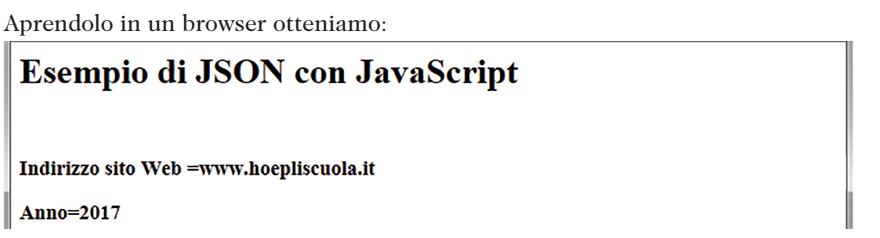 Aprendolo in un browser otteniamo:
Esempio di JSON con JavaScript
Indirizzo sito Web =www.hoepliscuola.it
Anno=2017